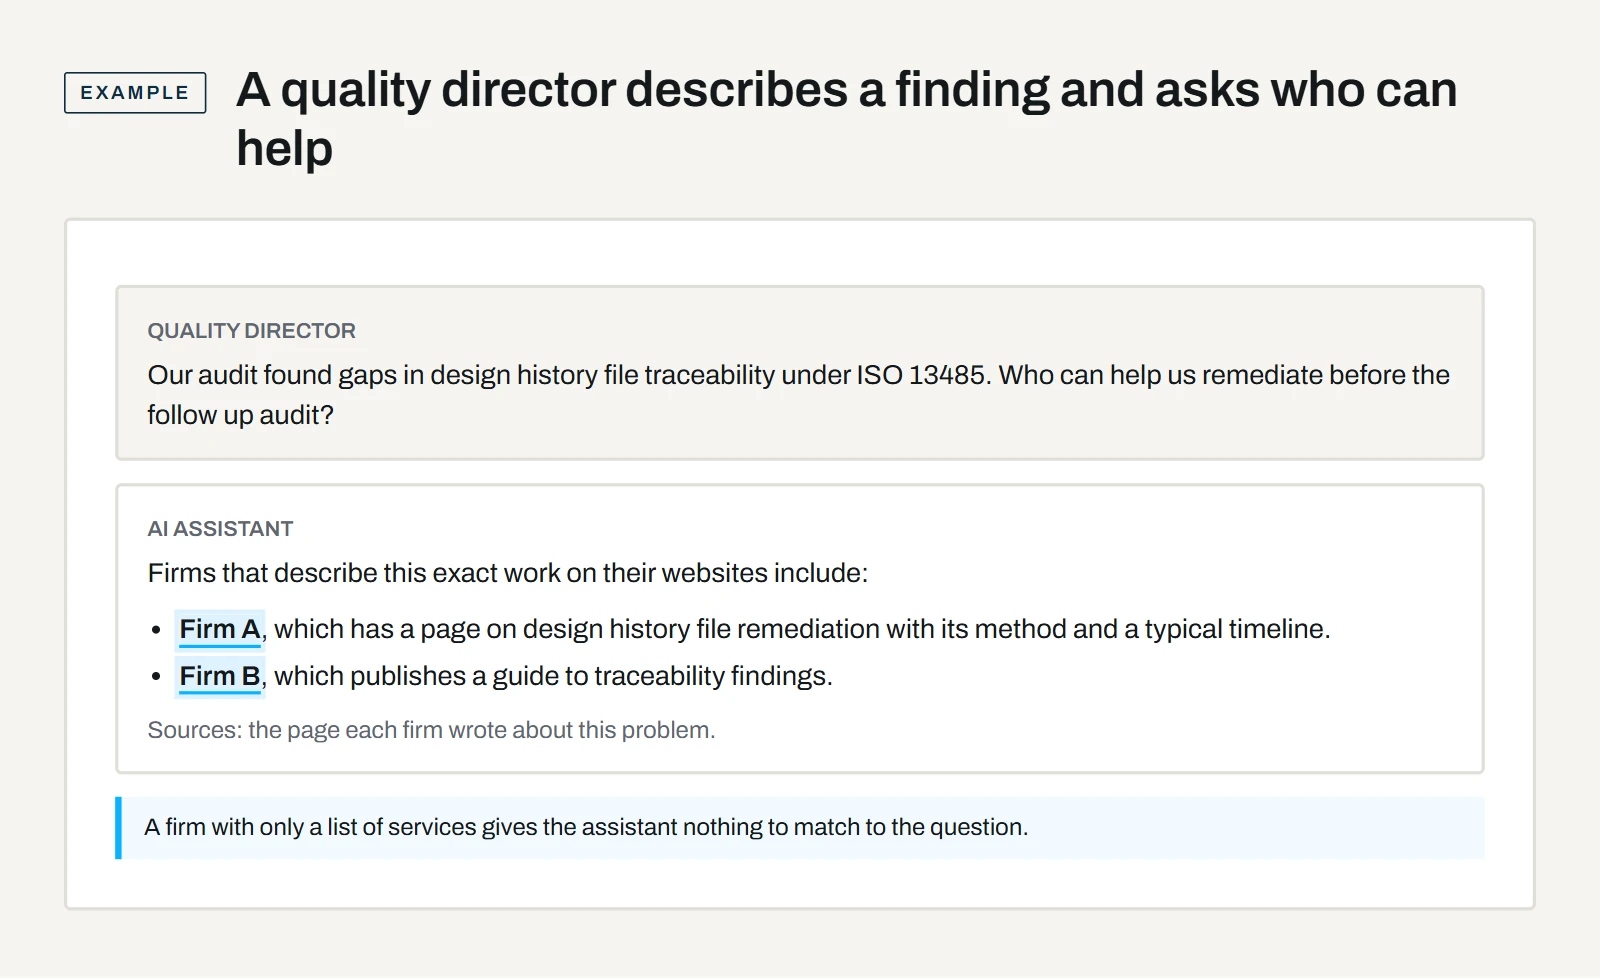 EXAMPLE
A quality director describes a finding and asks who can
help
QUALITY DIRECTOR
Our audit found gaps in design history file traceability under ISO 13485. Who can help us remediate before the
follow up audit?
AI ASSISTANT
Firms that describe this exact work on their websites include:
• Firm A, which has a page on design history file remediation with its method and a typical timeline.
• Firm B, which publishes a guide to traceability findings.
Sources: the page each firm wrote about this problem.
A firm with only a list of services gives the assistant nothing to match to the question.